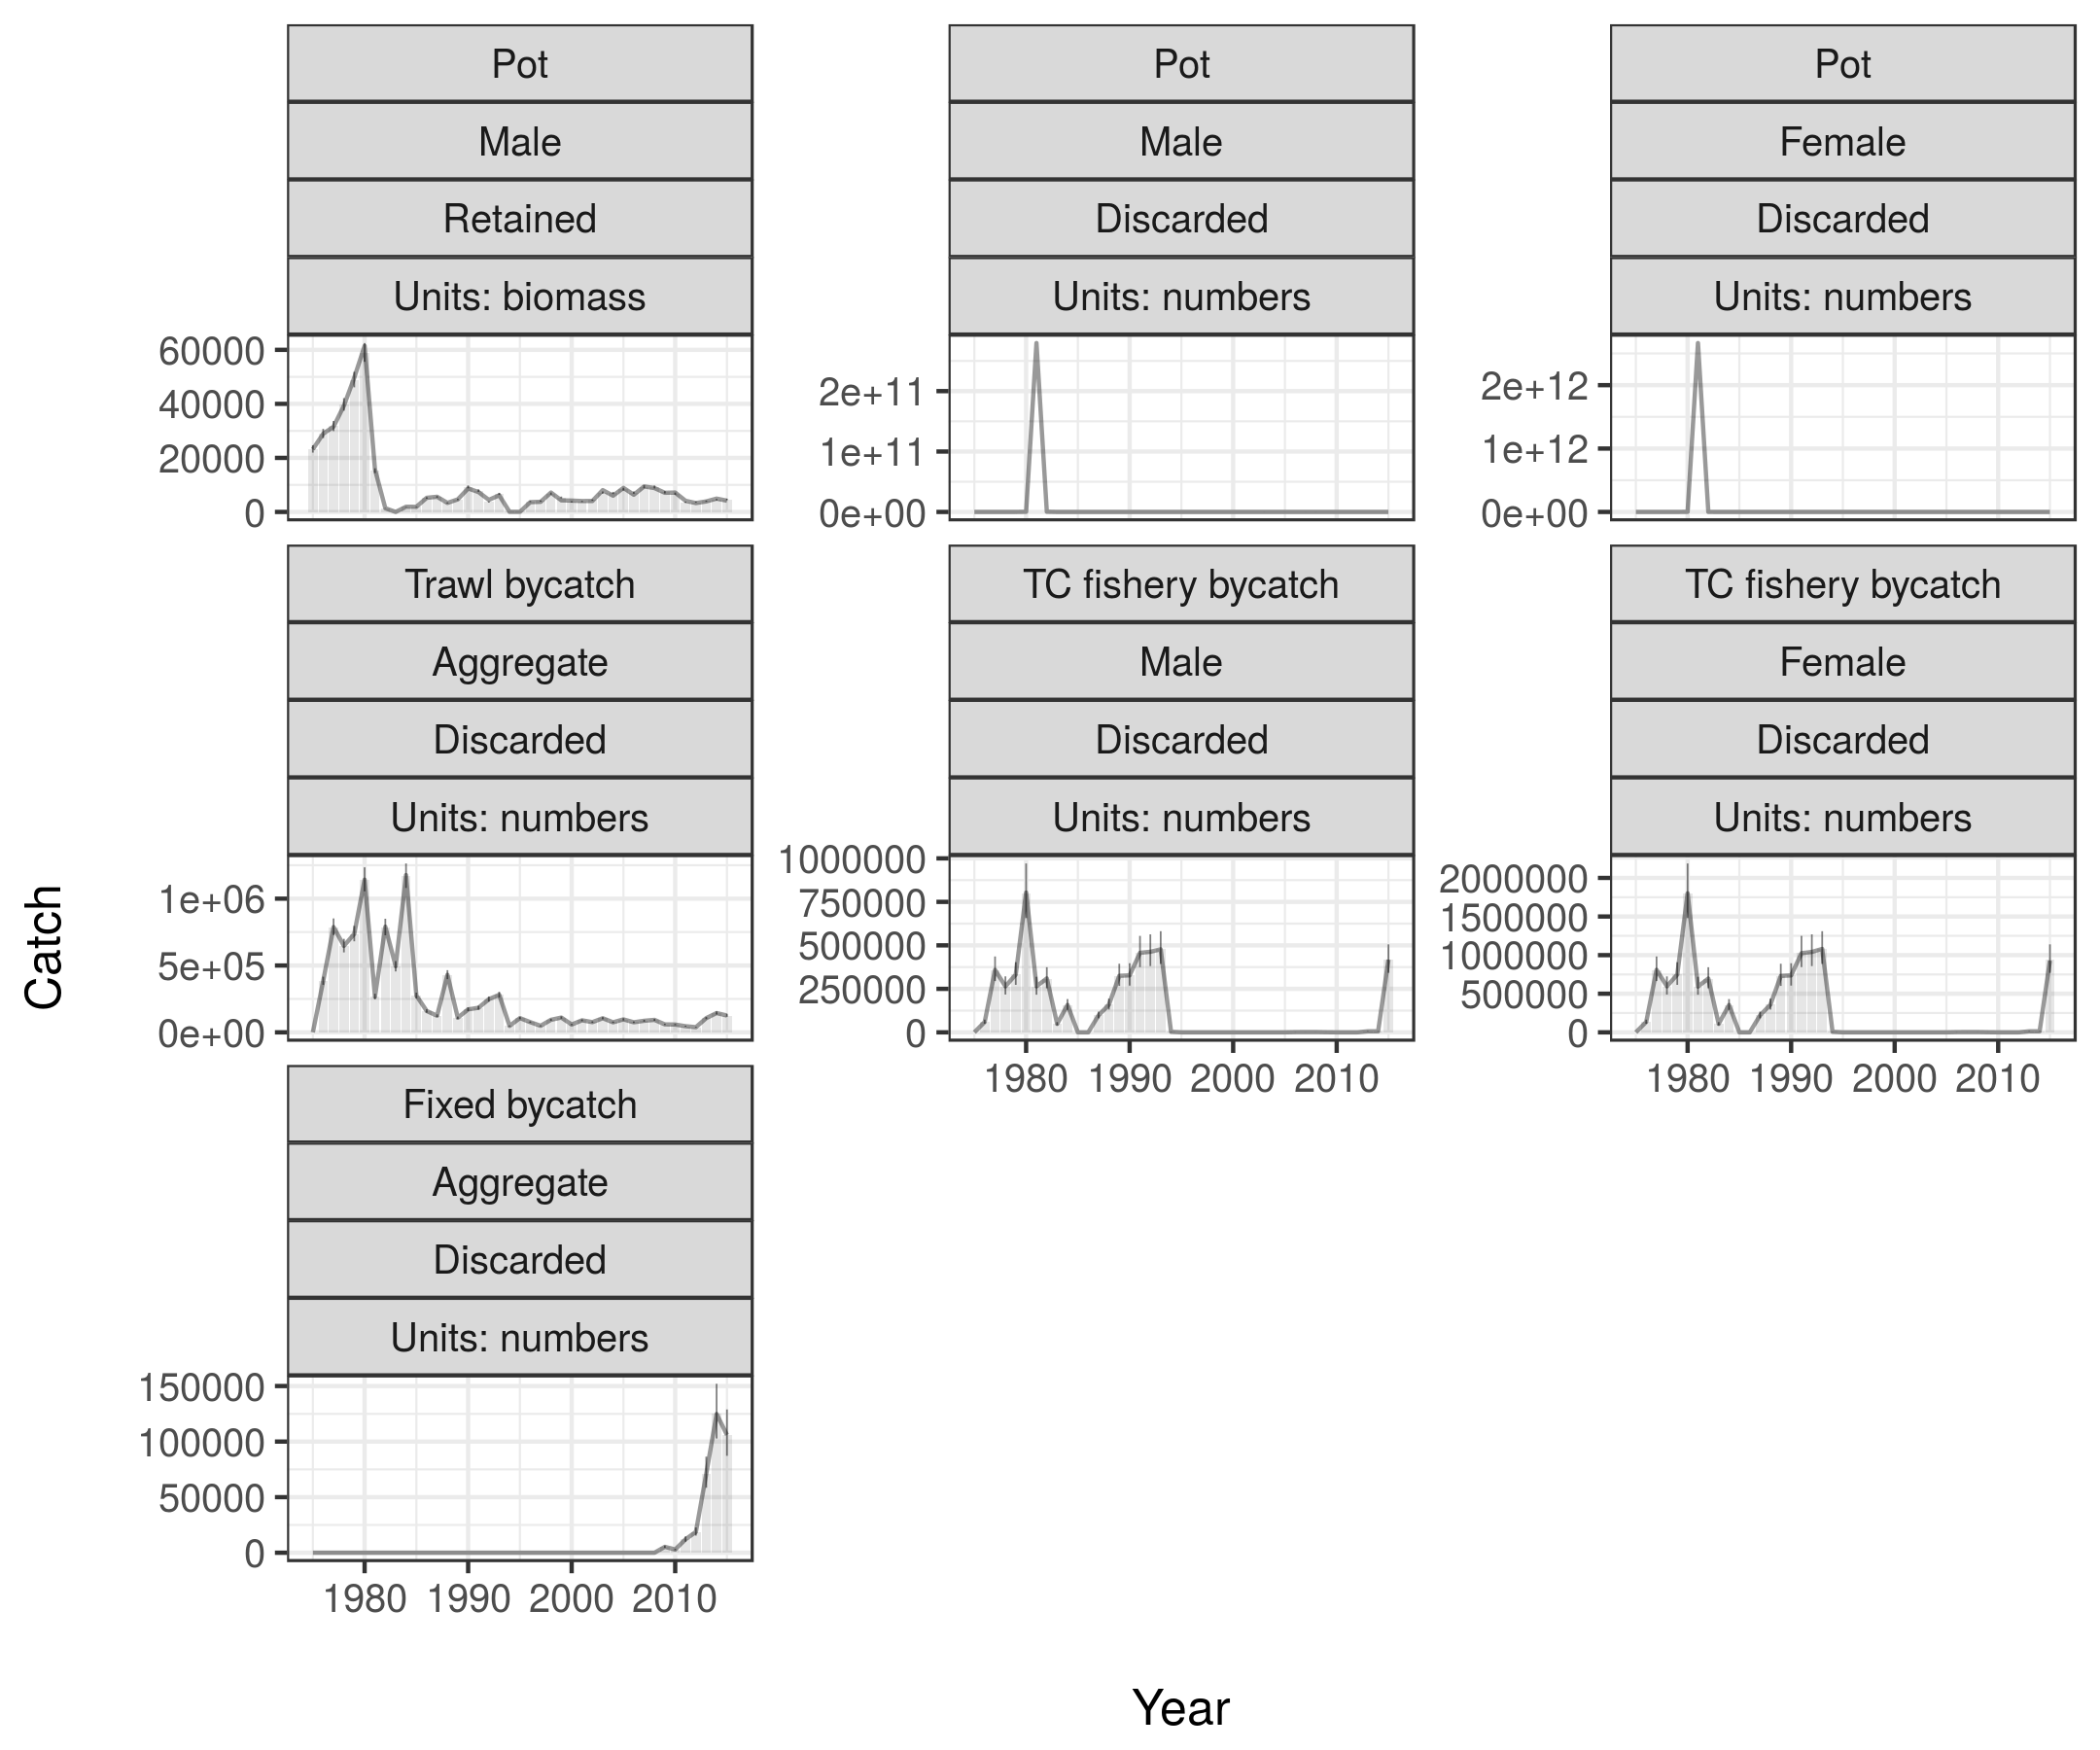 Pot
Male
Retained
Units: biomass
60000
40000
20000
0
Pot
Male
Discarded
Units: numbers
2e+11
1e+11
0e+00
Pot
Female
Discarded
Units: numbers
2e+12
1e+12
0e+00
Trawl bycatch
Aggregate
Discarded
Units: numbers
1e+06
5e+05
0e+00
TC fishery bycatch
Male
Discarded
Units: numbers
1000000
750000
500000
250000
0
1980 1990 2000 2010
TC fishery bycatch
Female
Discarded
Units: numbers
2000000
1500000
1000000
500000
0
1980 1990 2000 2010
Fixed bycatch
Aggregate
Discarded
Units: numbers
150000
100000
50000
0
1980 1990 2000 2010
Catch
Year